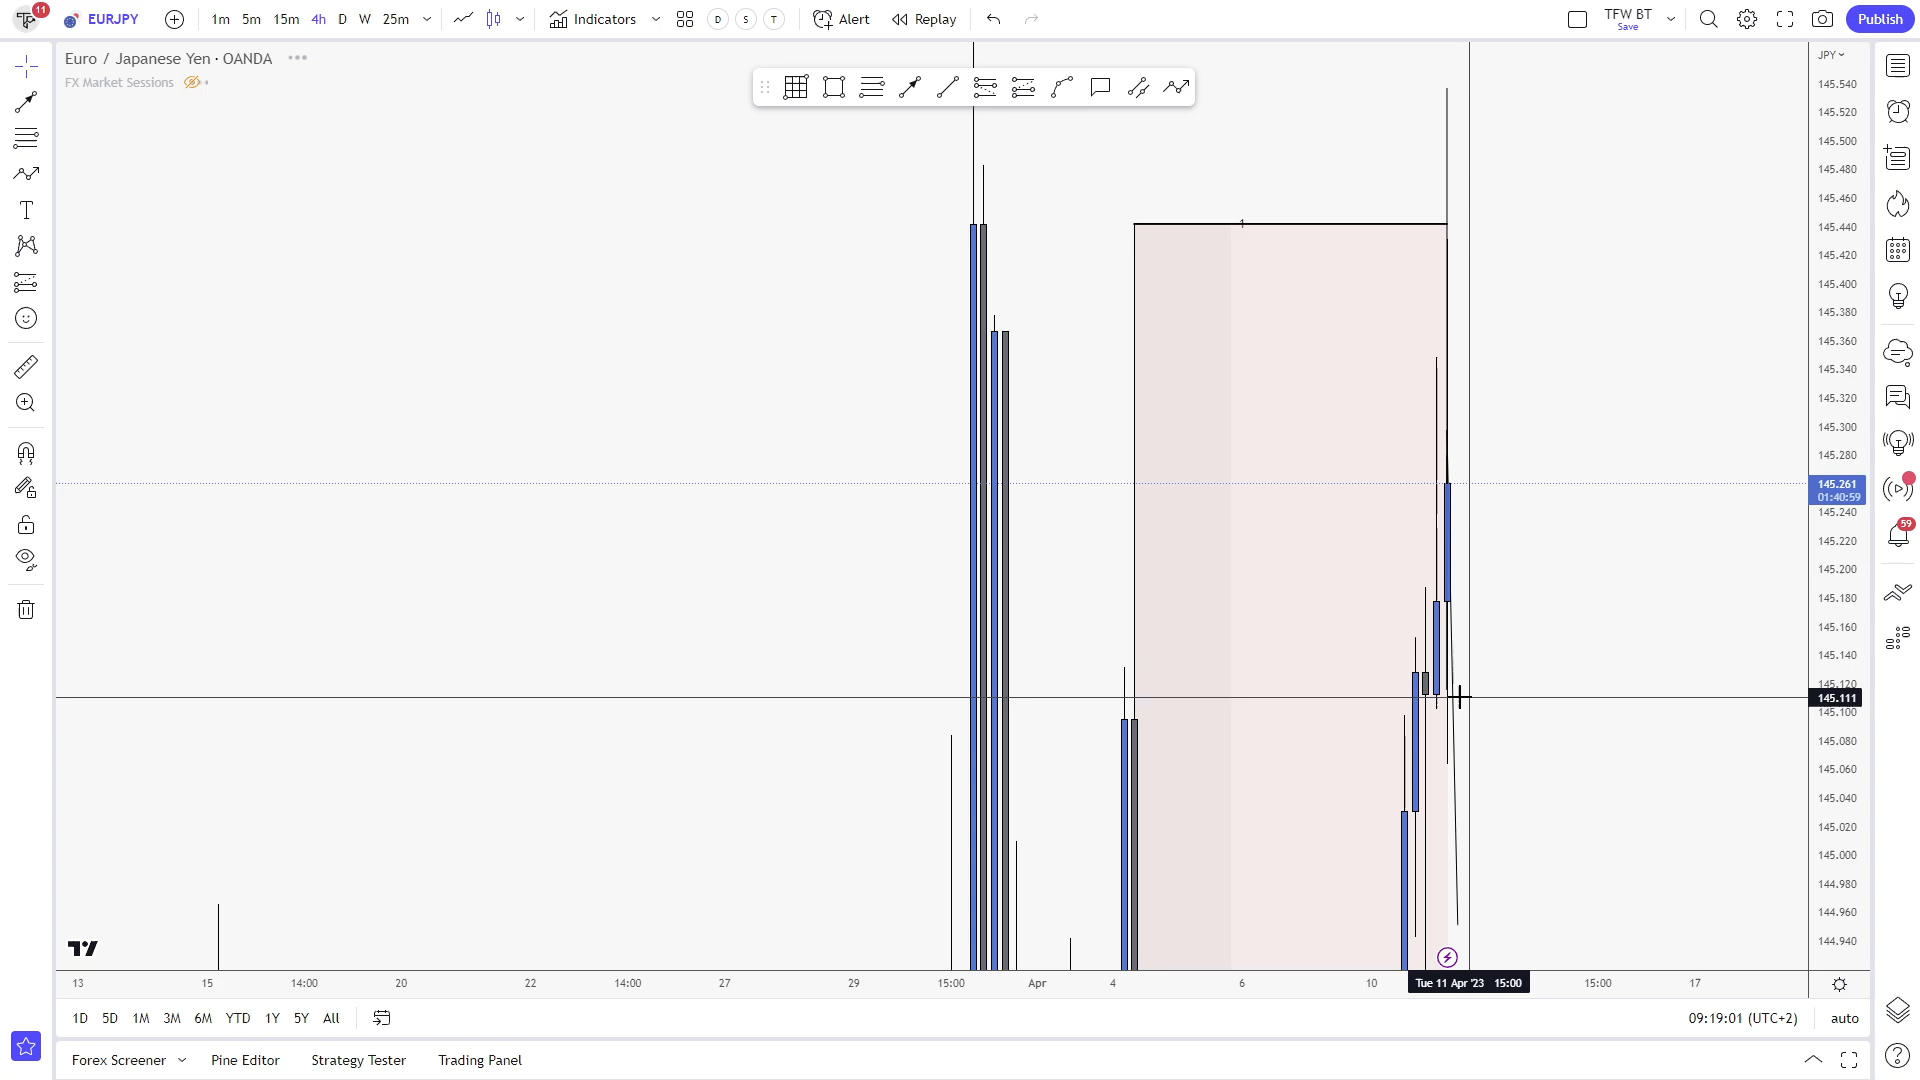 11
EURJPY
1m 5m 15m 4h D W 25m
Indicators
D S T
Alert
Replay
TFW BT
Save
Publish
Euro / Japanese Yen · OANDA
FX Market Sessions
JPY
145.540
145.520
145.500
145.480
145.460
145.440
145.420
145.400
145.380
145.360
145.340
145.320
145.300
145.280
145.261
01:40:59
145.240
145.220
145.200
145.180
145.160
145.140
145.120
145.111
145.100
145.080
145.060
145.040
145.020
145.000
144.980
144.960
144.940
1
59
13 15 14:00 20 22 14:00 27 29 15:00 Apr 4 6 10 Tue 11 Apr '23 15:00 15:00 17
1D 5D 1M 3M 6M YTD 1Y 5Y All
09:19:01 (UTC+2)
auto
Forex Screener
Pine Editor
Strategy Tester
Trading Panel